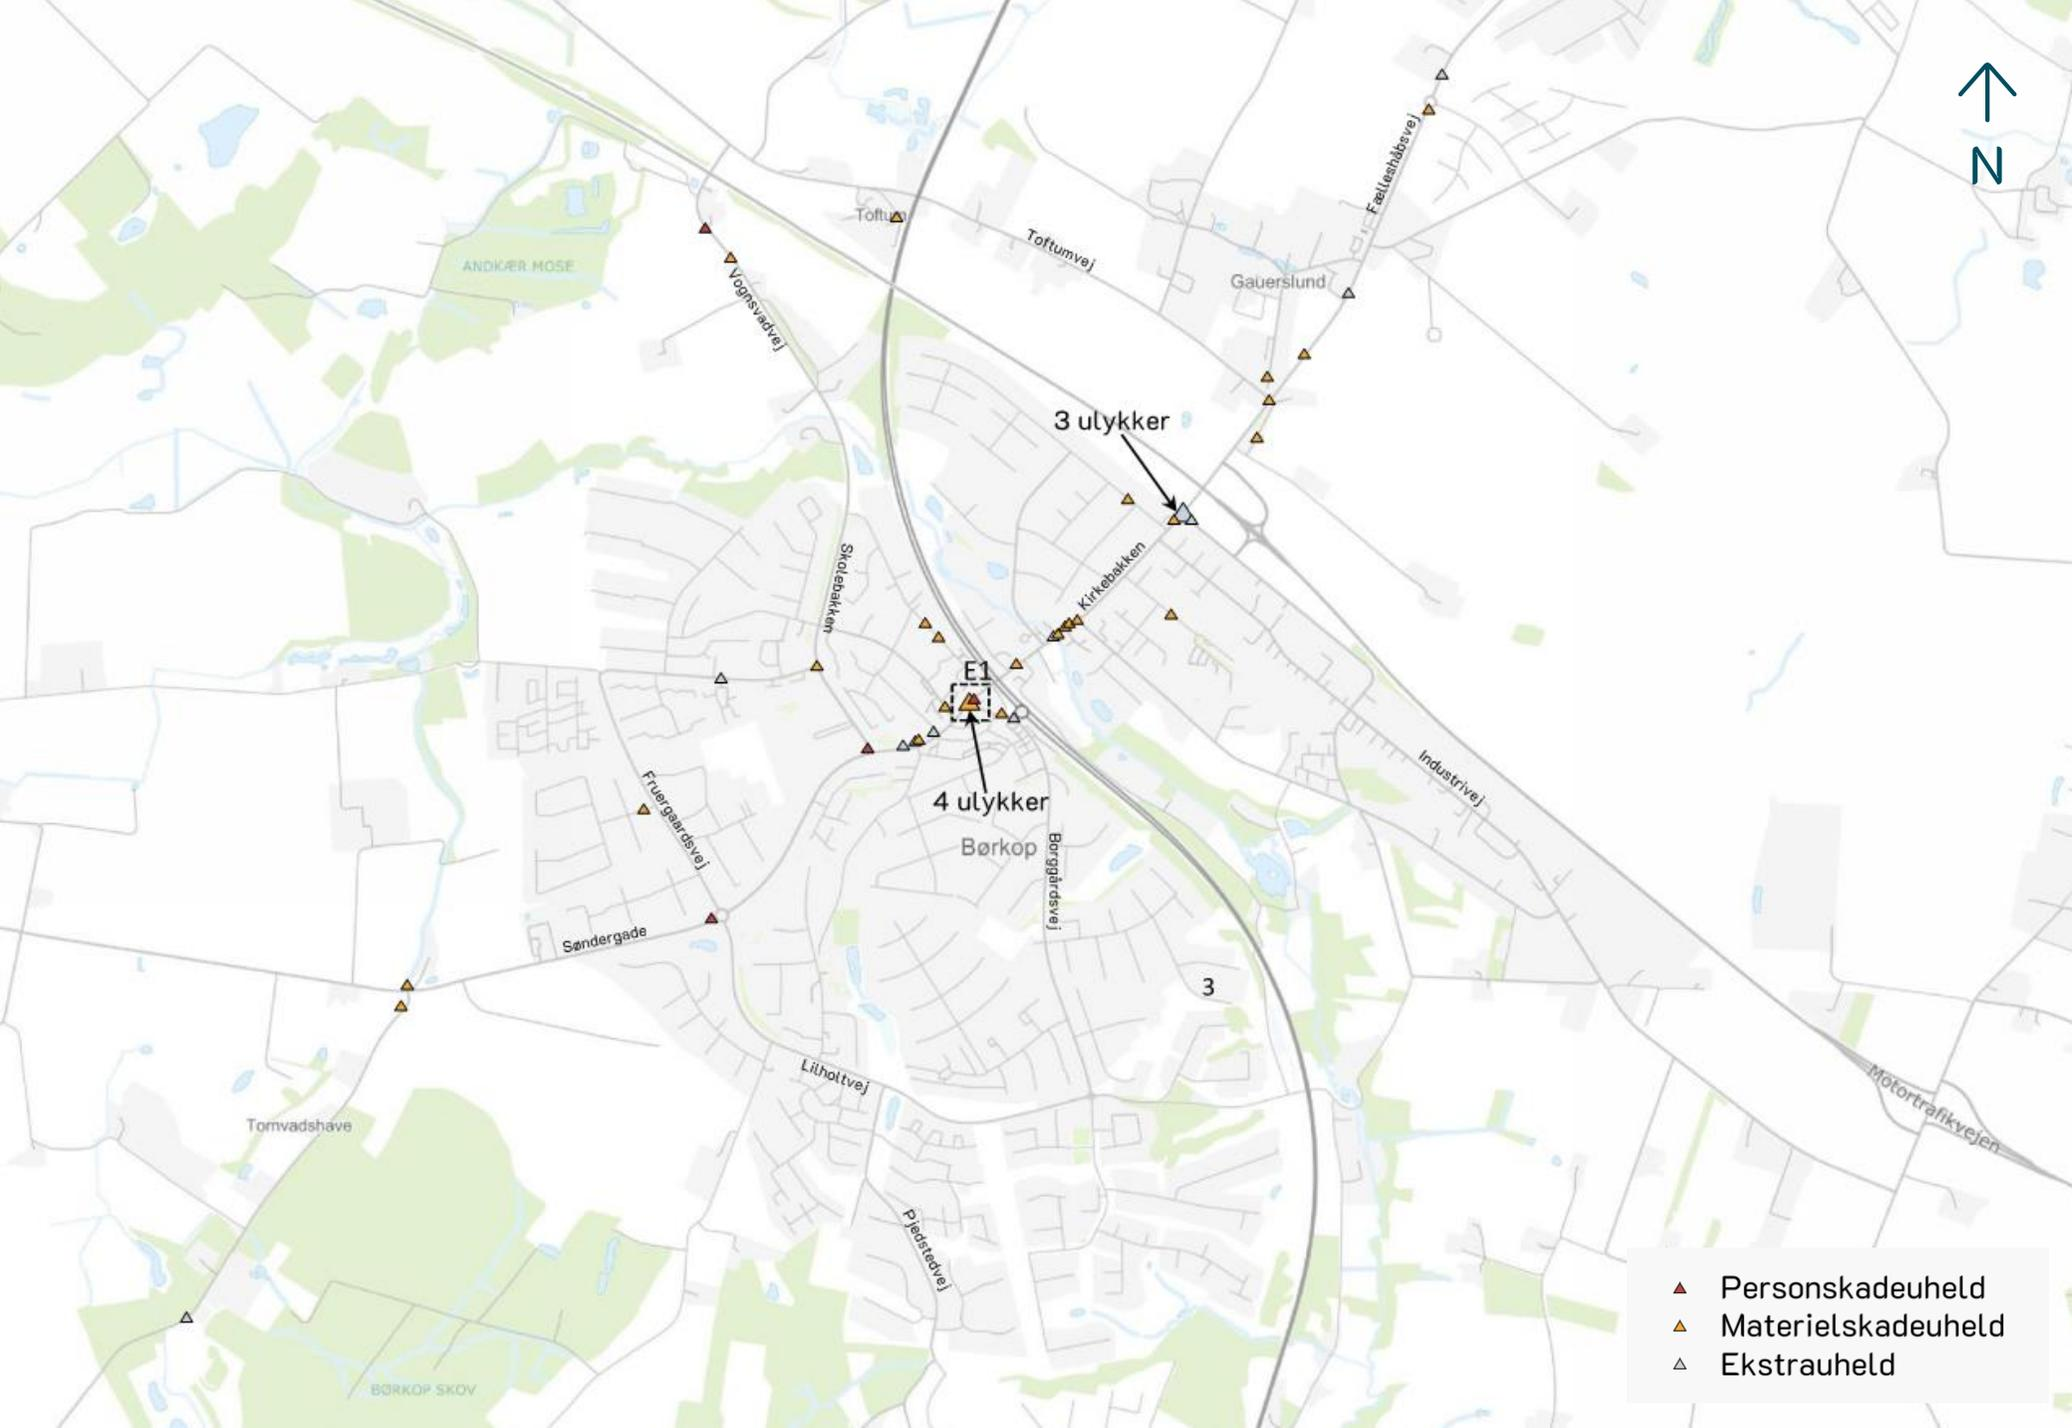 N
Fælleshåbsvej
Toftum
Toftumvej
ANDKÆR MOSE
Gauerslund
Vognsvadvej
3 ulykker
Skolebakken
Kirkebakken
E1
Industrivej
Fruergaardsvej
4 ulykker
Børkop
Borggårdsvej
Søndergade
3
Lilholtvej
Motortrafikvejen
Tornvadshave
Pjedstedvej
Personskadeuheld
Materielskadeuheld
Ekstrauheld
BØRKOP SKOV